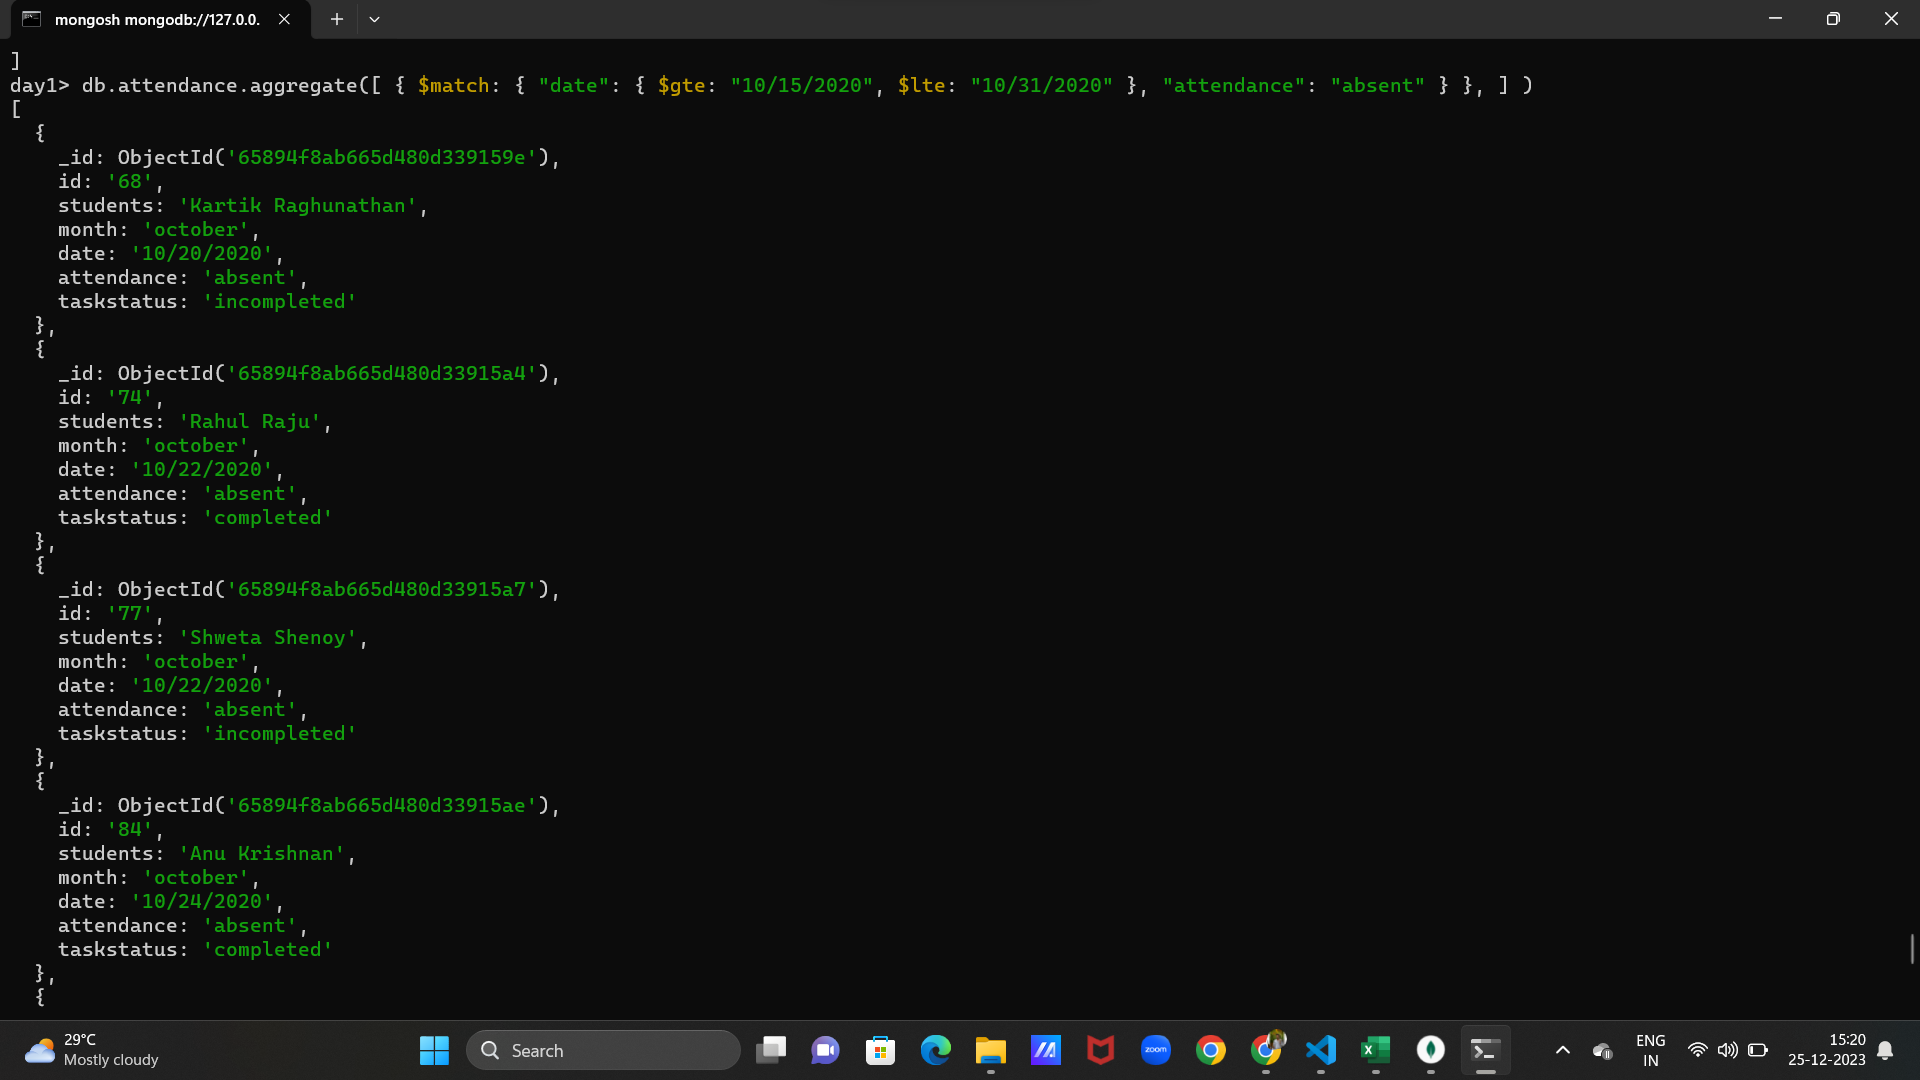 mongosh mongodb://127.0.0.
]
day1> db.attendance.aggregate([ { $match: { "date": { $gte: "10/15/2020", $lte: "10/31/2020" }, "attendance": "absent" } }, ] )
[
  {
    _id: ObjectId('65894f8ab665d480d339159e'),
    id: '68',
    students: 'Kartik Raghunathan',
    month: 'october',
    date: '10/20/2020',
    attendance: 'absent',
    taskstatus: 'incompleted'
  },
  {
    _id: ObjectId('65894f8ab665d480d33915a4'),
    id: '74',
    students: 'Rahul Raju',
    month: 'october',
    date: '10/22/2020',
    attendance: 'absent',
    taskstatus: 'completed'
  },
  {
    _id: ObjectId('65894f8ab665d480d33915a7'),
    id: '77',
    students: 'Shweta Shenoy',
    month: 'october',
    date: '10/22/2020',
    attendance: 'absent',
    taskstatus: 'incompleted'
  },
  {
    _id: ObjectId('65894f8ab665d480d33915ae'),
    id: '84',
    students: 'Anu Krishnan',
    month: 'october',
    date: '10/24/2020',
    attendance: 'absent',
    taskstatus: 'completed'
  },
  {
29°C
Mostly cloudy
Search
zoom
ENG
IN
15:20
25-12-2023